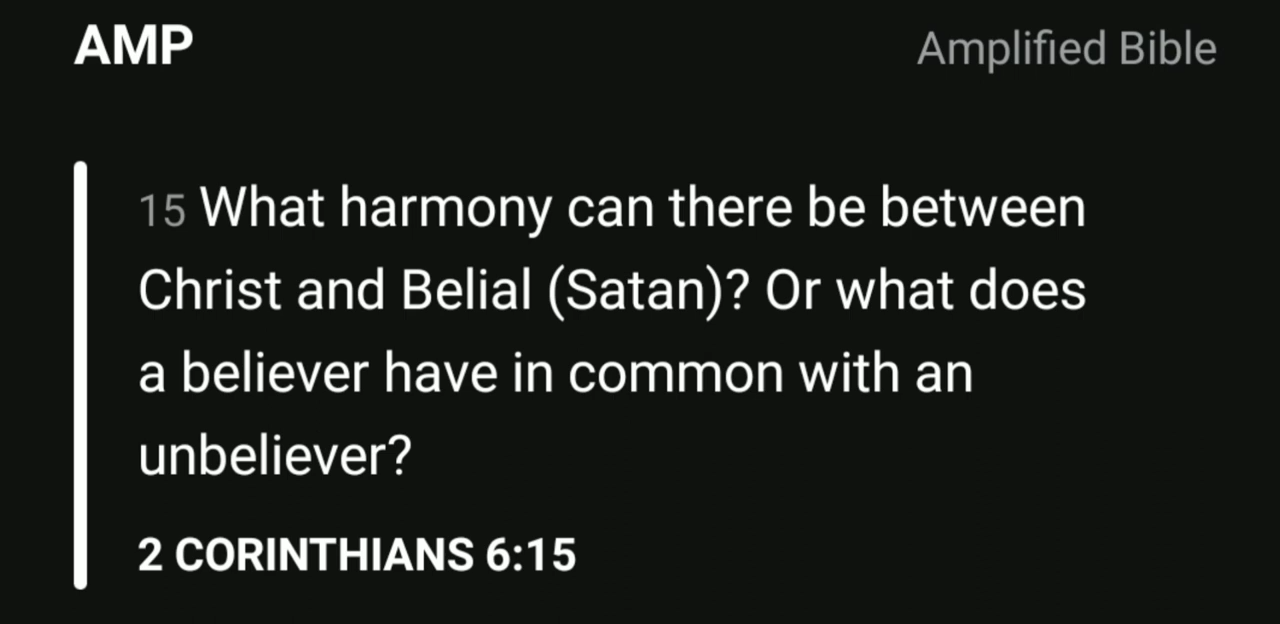 AMP
Amplified Bible
15 What harmony can there be between
Christ and Belial (Satan)? Or what does
a believer have in common with an
unbeliever?
2 CORINTHIANS 6:15